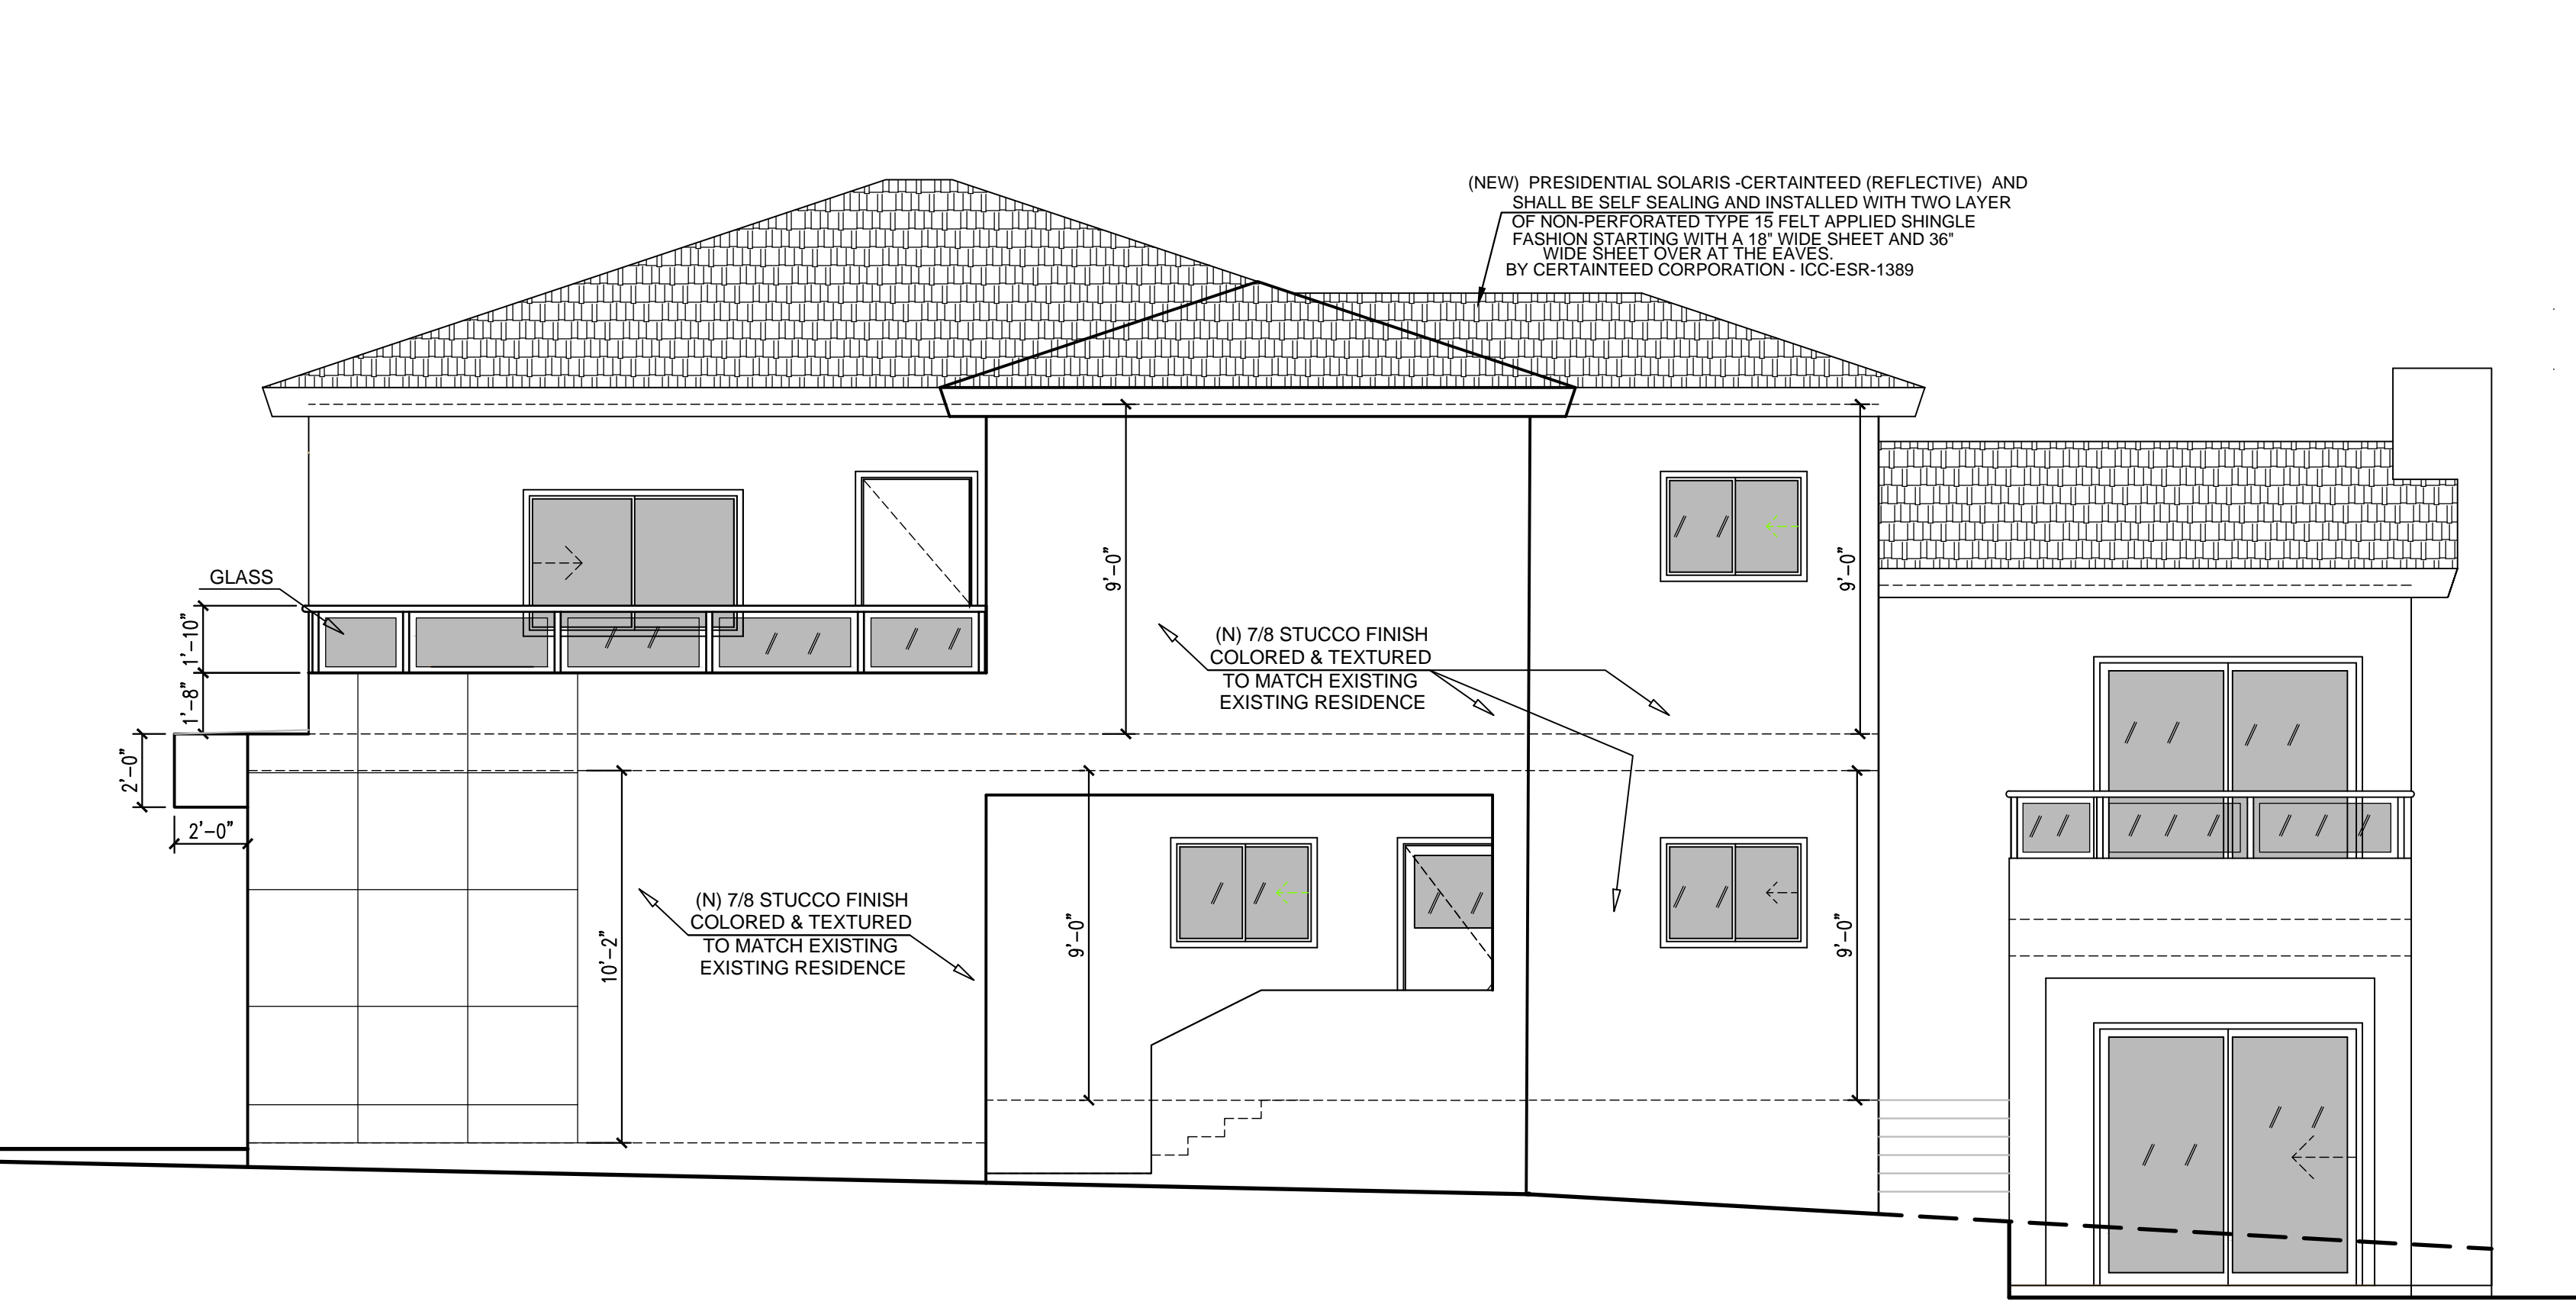 (NEW) PRESIDENTIAL SOLARIS -CERTAINTEED (REFLECTIVE) AND
SHALL BE SELF SEALING AND INSTALLED WITH TWO LAYER
OF NON-PERFORATED TYPE 15 FELT APPLIED SHINGLE
FASHION STARTING WITH A 18" WIDE SHEET AND 36"
WIDE SHEET OVER AT THE EAVES.
BY CERTAINTEED CORPORATION - ICC-ESR-1389
GLASS
1'-10"
1'-8"
2'-0"
2'-0"
9'-0"
9'-0"
(N) 7/8 STUCCO FINISH
COLORED & TEXTURED
TO MATCH EXISTING
EXISTING RESIDENCE
(N) 7/8 STUCCO FINISH
COLORED & TEXTURED
TO MATCH EXISTING
EXISTING RESIDENCE
10'-2"
9'-0"
9'-0"